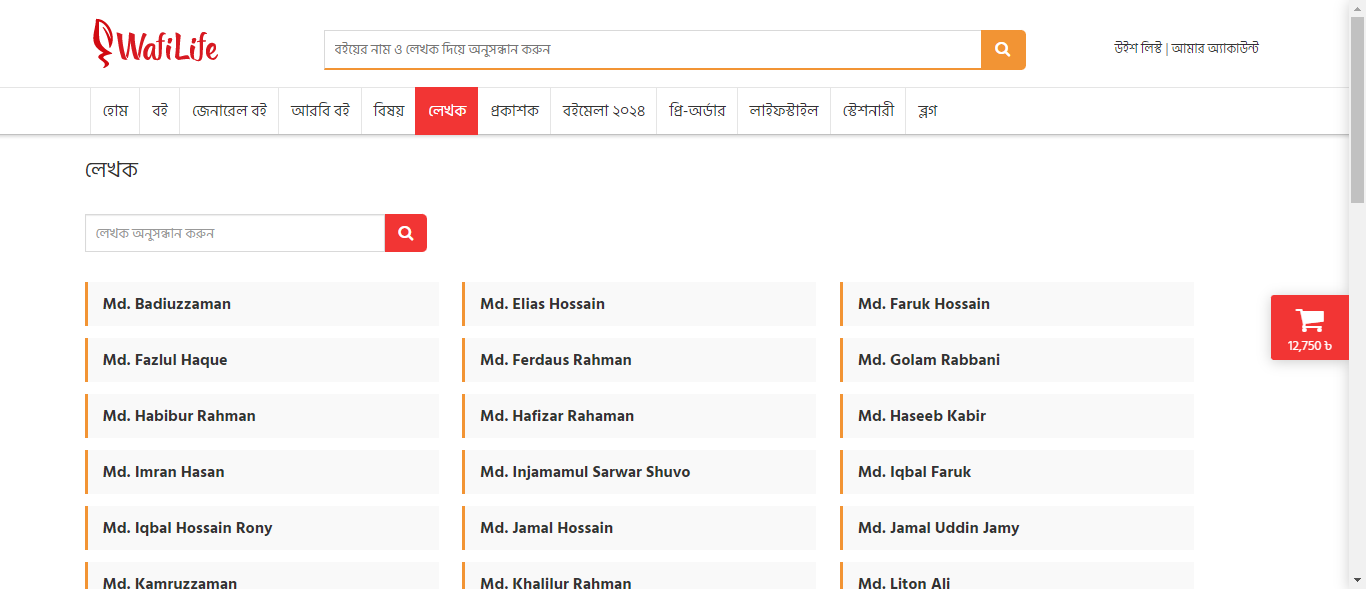 WafiLife
বইয়ের নাম ও লেখক দিয়ে অনুসন্ধান করুন
উইশ লিস্ট | আমার অ্যাকাউন্ট
হোম বই জেনারেল বই আরবি বই বিষয় লেখক প্রকাশক বইমেলা ২০২৪ প্রি-অর্ডার লাইফস্টাইল স্টেশনারী ব্লগ
লেখক
লেখক অনুসন্ধান করুন
Md. Badiuzzaman Md. Elias Hossain Md. Faruk Hossain
12,750 ৳
Md. Fazlul Haque Md. Ferdaus Rahman Md. Golam Rabbani
Md. Habibur Rahman Md. Hafizar Rahaman Md. Haseeb Kabir
Md. Imran Hasan Md. Injamamul Sarwar Shuvo Md. Iqbal Faruk
Md. Iqbal Hossain Rony Md. Jamal Hossain Md. Jamal Uddin Jamy
Md. Kamruzzaman Md. Khalilur Rahman Md. Liton Ali